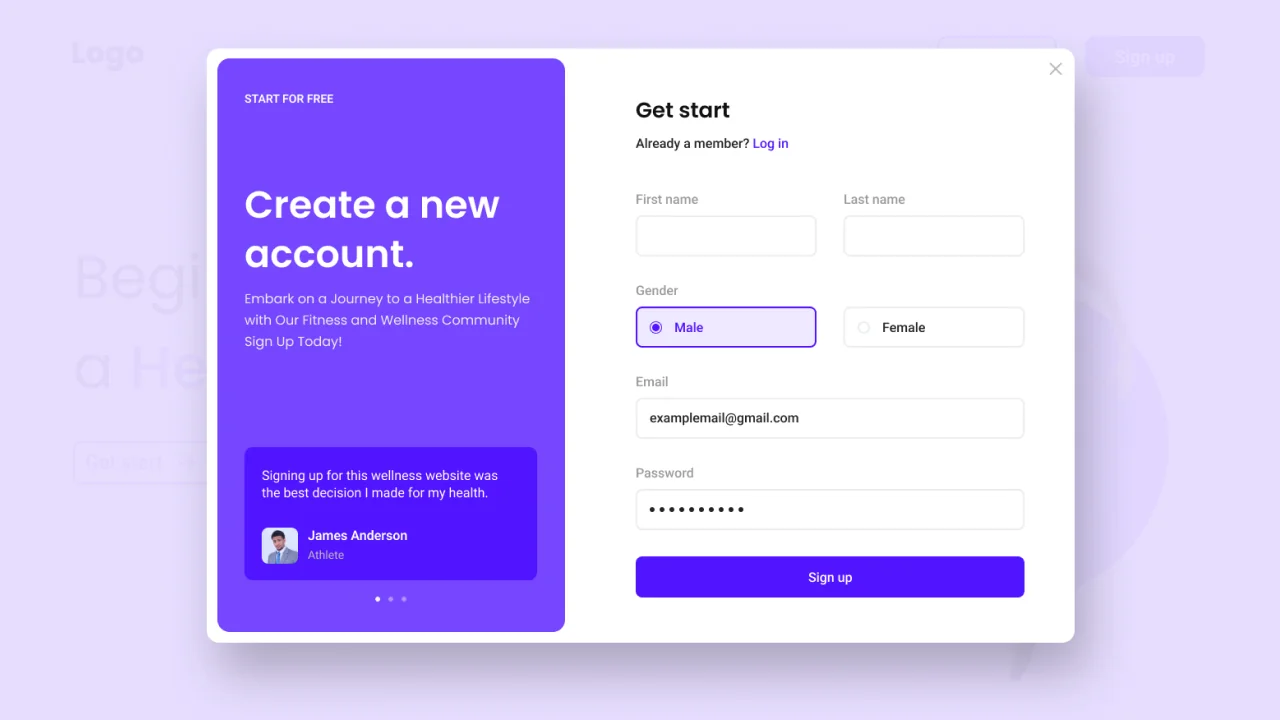 Logo
Sign up
START FOR FREE
Create a new
account.
Embark on a Journey to a Healthier Lifestyle
with Our Fitness and Wellness Community
Sign Up Today!
Signing up for this wellness website was
the best decision I made for my health.
James Anderson
Athlete
Get start
Already a member? Log in
First name
Last name
Gender
Male
Female
Email
examplemail@gmail.com
Password
Sign up
Begi
a He
Get start